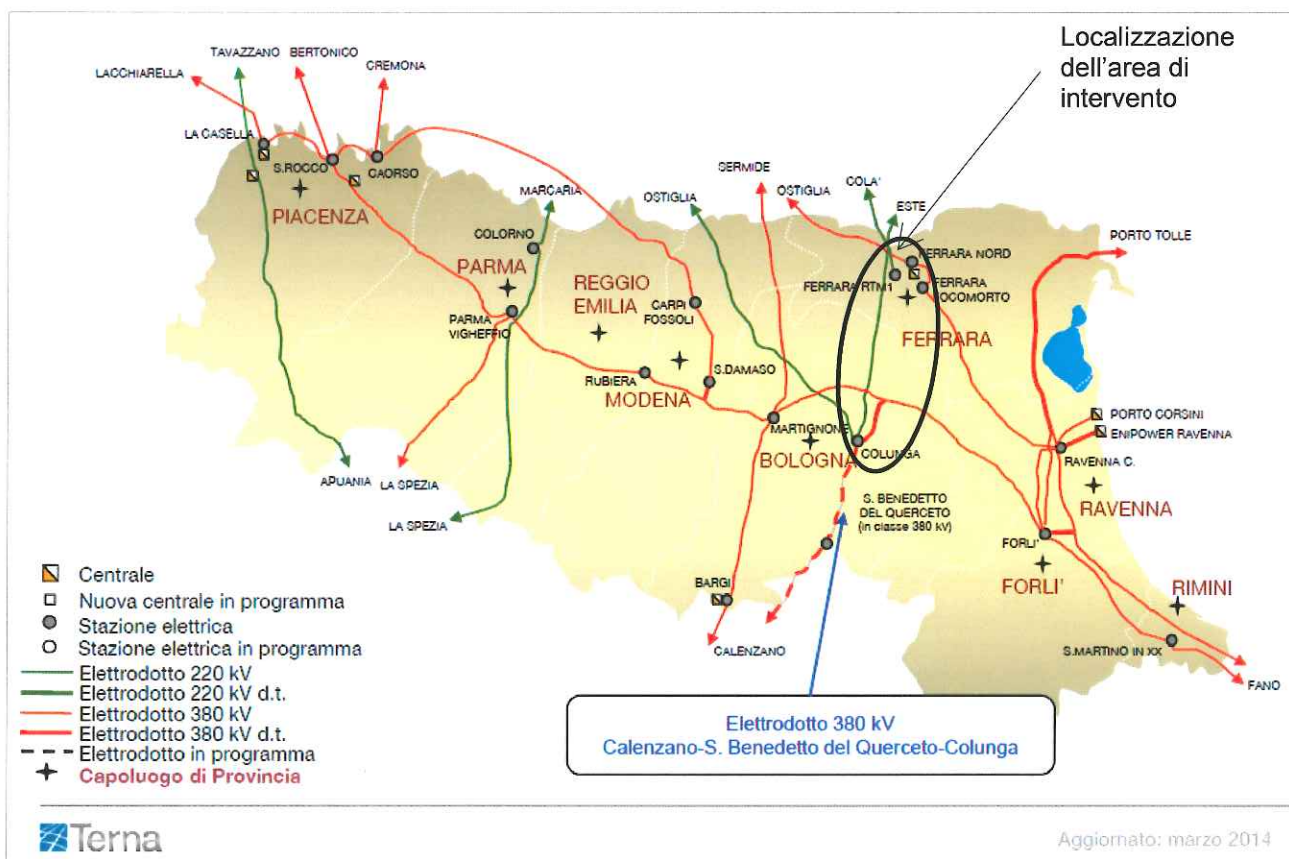 Localizzazione
dell'area di
intervento
TAVAZZANO
BERTONICO
CREMONA
LACCHIARELLA
LA CASELLA
S.ROCCO
CAORSO
PIACENZA
MARCARIA
OSTIGLIA
SERMIDE
OSTIGLIA
COLA'
ESTE
PORTO TOLLE
COLORNO
PARMA
PARMA
VIGHEFFIO
REGGIO
EMILIA
CARPI
FOSSOLI
FERRARA NORD
FERRARA RTM1
FERRARA
FOCOMORTO
FERRARA
RUBIERA
S.DAMASO
MODENA
MARTIGNONE
BOLOGNA
COLUNGA
PORTO CORSINI
ENIPOWER RAVENNA
RAVENNA C.
RAVENNA
APUANIA
LA SPEZIA
LA SPEZIA
S. BENEDETTO
DEL QUERCETO
(in classe 380 kV)
FORLI'
FORLI'
RIMINI
BARGI
CALENZANO
S.MARTINO IN XX
FANO
Centrale
Nuova centrale in programma
Stazione elettrica
Stazione elettrica in programma
Elettrodotto 220 kV
Elettrodotto 220 kV d.t.
Elettrodotto 380 kV
Elettrodotto 380 kV d.t.
Elettrodotto in programma
Capoluogo di Provincia
Elettrodotto 380 kV
Calenzano-S. Benedetto del Querceto-Colunga
Terna
Aggiornato: marzo 2014